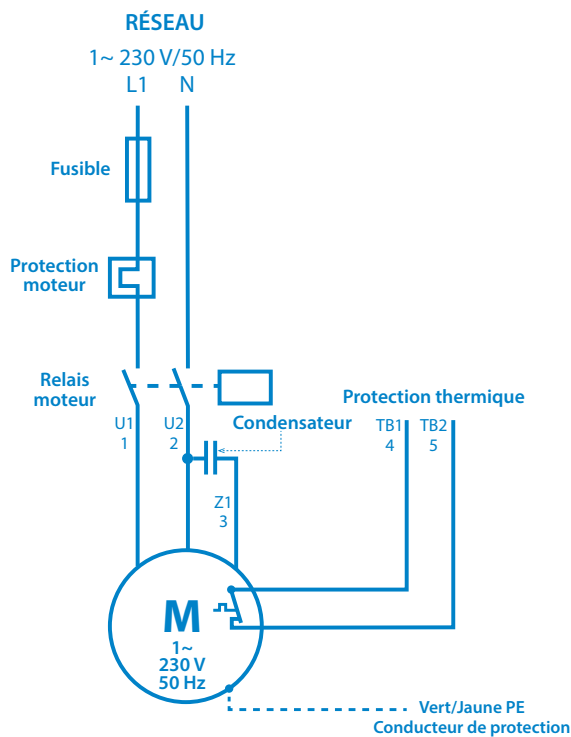 RÉSEAU
1~ 230 V/50 Hz
L1 N
Fusible
Protection
moteur
Relais
moteur
Protection thermique
U1 U2 Condensateur TB1 TB2
1 2 4 5
Z1
3
M
1~
230 V
50 Hz
Vert/Jaune PE
Conducteur de protection